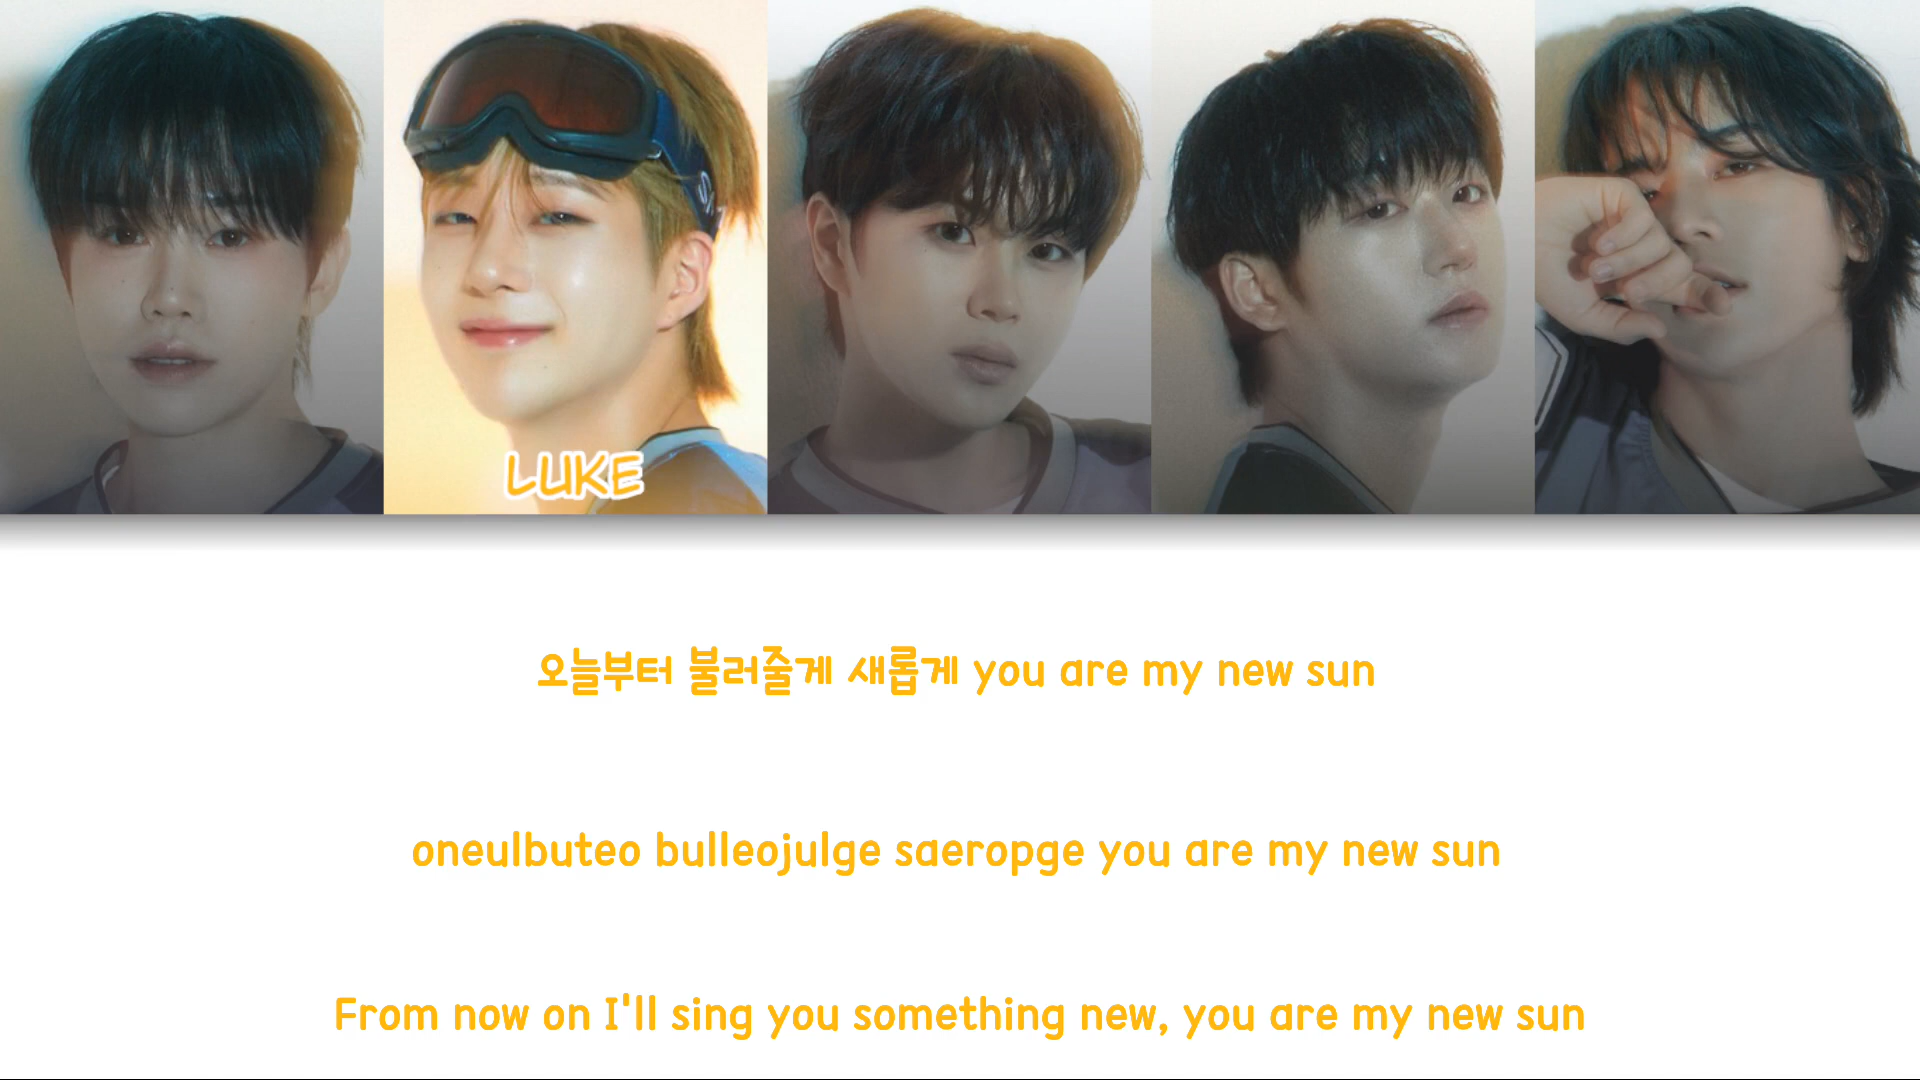 LUKE
오늘부터 불러줄게 새롭게 you are my new sun
oneulbuteo bulleojulge saeropge you are my new sun
From now on I'll sing you something new, you are my new sun